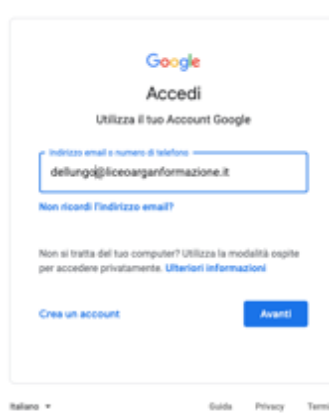 Google
Accedi
Utilizza il tuo Account Google
Indirizzo email o numero di telefono
dellungo@liceoarganformazione.it
Non ricordi l'indirizzo email?
Non si tratta del tuo computer? Utilizza la modalità ospite
per accedere privatamente. Ulteriori informazioni
Crea un account
Avanti
Italiano
Guida Privacy Termi